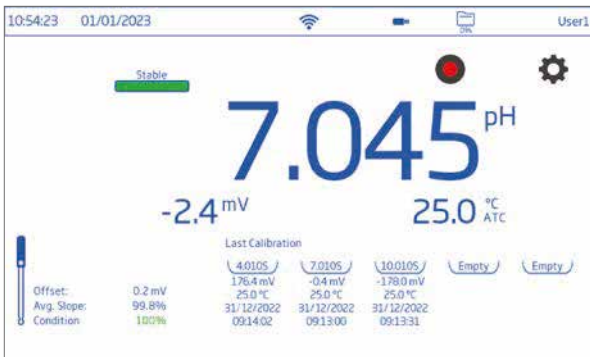 10:54:23 01/01/2023 09% User1
Stable
7.045 pH
-2.4 mV 25.0 °C ATC
Last Calibration
4.010S 7.010S 10.010S Empty Empty
176.4 mV -0.4 mV -178.0 mV
Offset: 0.2 mV 25.0 °C 25.0 °C 25.0 °C
Avg. Slope: 99.8% 31/12/2022 31/12/2022 31/12/2022
Condition 100% 09:14:02 09:13:00 09:13:31